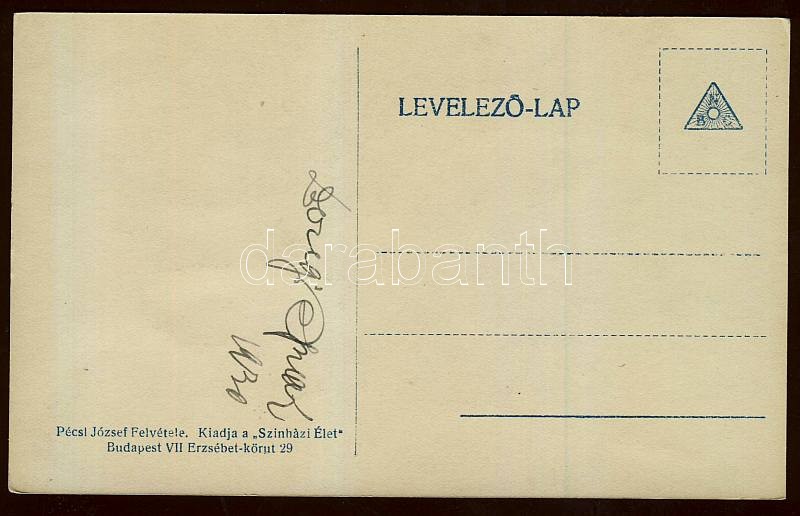 LEVELEZŐ-LAP
B N É
darabanth
Pécsi József Felvétele. Kiadja a „Szinházi Élet"
Budapest VII Erzsébet-körut 29